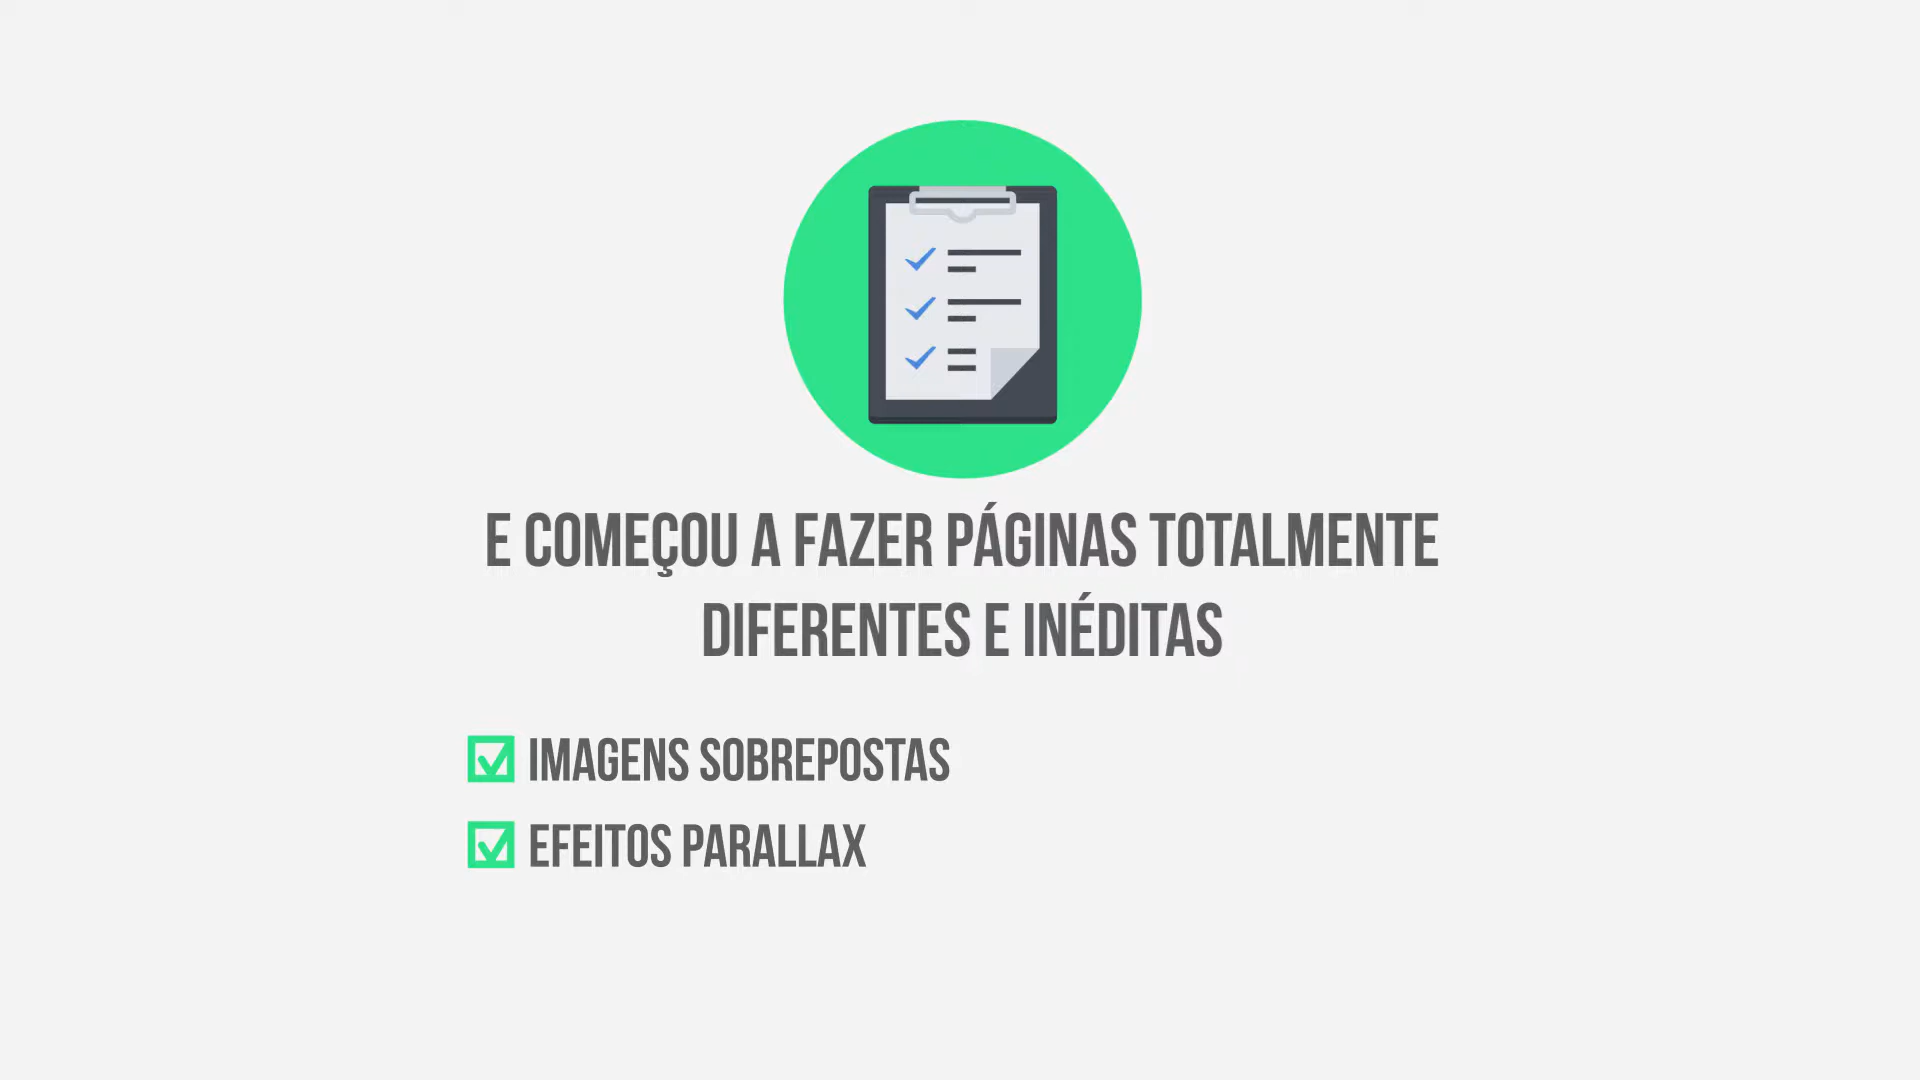 E COMEÇOU A FAZER PÁGINAS TOTALMENTE
DIFERENTES E INÉDITAS
IMAGENS SOBREPOSTAS
EFEITOS PARALLAX